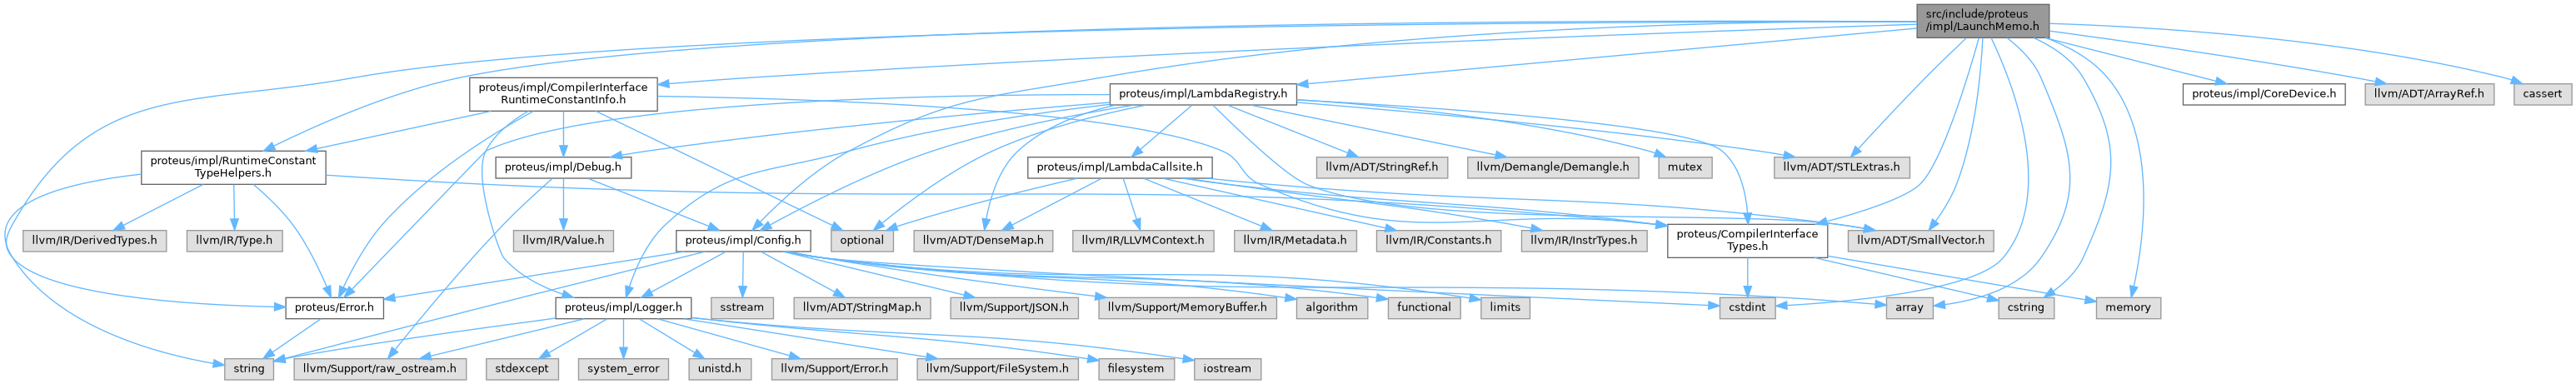 src/include/proteus
/impl/LaunchMemo.h
proteus/impl/CompilerInterface
RuntimeConstantInfo.h
proteus/impl/LambdaRegistry.h
proteus/impl/CoreDevice.h
llvm/ADT/ArrayRef.h
cassert
proteus/impl/RuntimeConstant
TypeHelpers.h
proteus/impl/Debug.h
proteus/impl/LambdaCallsite.h
llvm/ADT/StringRef.h
llvm/Demangle/Demangle.h
mutex
llvm/ADT/STLExtras.h
llvm/IR/DerivedTypes.h
llvm/IR/Type.h
llvm/IR/Value.h
proteus/impl/Config.h
optional
llvm/ADT/DenseMap.h
llvm/IR/LLVMContext.h
llvm/IR/Metadata.h
llvm/IR/Constants.h
llvm/IR/InstrTypes.h
proteus/CompilerInterface
Types.h
llvm/ADT/SmallVector.h
proteus/Error.h
proteus/impl/Logger.h
sstream
llvm/ADT/StringMap.h
llvm/Support/JSON.h
llvm/Support/MemoryBuffer.h
algorithm
functional
limits
cstdint
array
cstring
memory
string
llvm/Support/raw_ostream.h
stdexcept
system_error
unistd.h
llvm/Support/Error.h
llvm/Support/FileSystem.h
filesystem
iostream